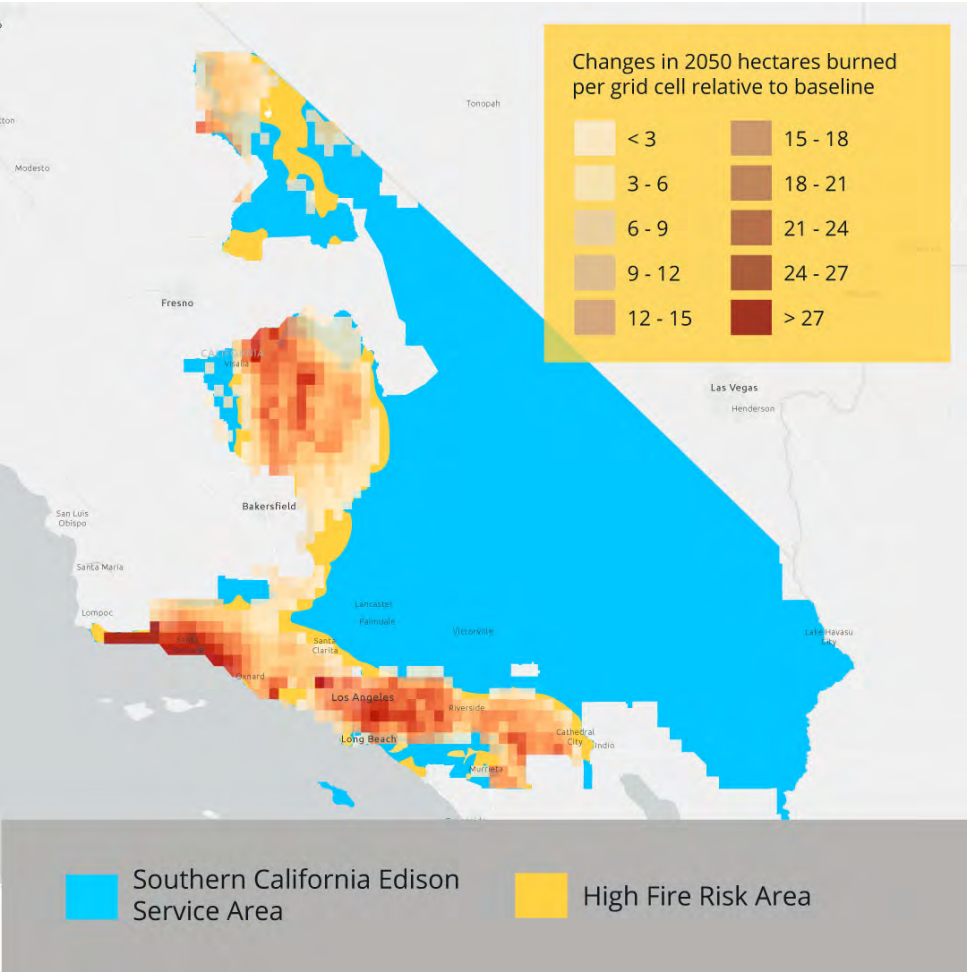 Changes in 2050 hectares burned
per grid cell relative to baseline
< 3
15 - 18
3 - 6
18 - 21
6 - 9
21 - 24
9 - 12
24 - 27
12 - 15
> 27
Tonopah
Modesto
Fresno
CALIFORNIA
Visalia
Las Vegas
Henderson
Bakersfield
San Luis
Obispo
Santa Maria
Lompoc
Lancaster
Palmdale
Victorville
Lake Havasu
City
Santa
Clarita
Oxnard
Los Angeles
Riverside
Long Beach
Cathedral
City
Indio
Murrieta
Southern California Edison
Service Area
High Fire Risk Area